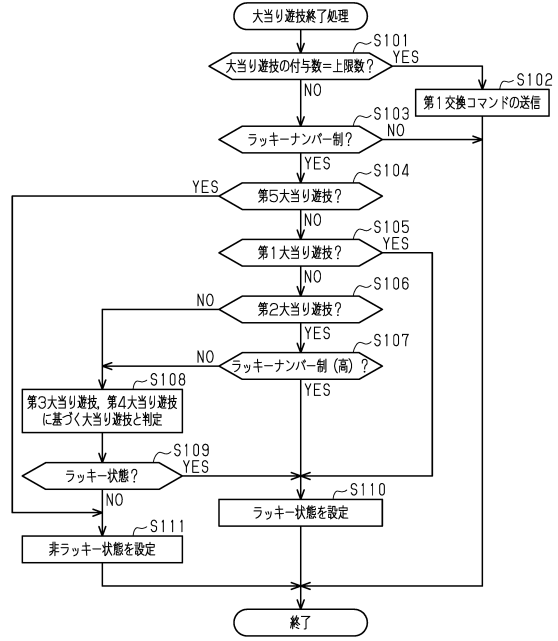 大当り遊技終了処理
S101
大当り遊技の付与数＝上限数？
YES
S102
第1交換コマンドの送信
NO
S103
ラッキーナンバー制？
NO
YES
S104
第5大当り遊技？
YES
NO
S105
第1大当り遊技？
YES
NO
S106
第2大当り遊技？
NO
YES
S107
ラッキーナンバー制（高）？
NO
YES
S108
第3大当り遊技，第4大当り遊技
に基づく大当り遊技と判定
S109
ラッキー状態？
YES
NO
S110
ラッキー状態を設定
S111
非ラッキー状態を設定
終了